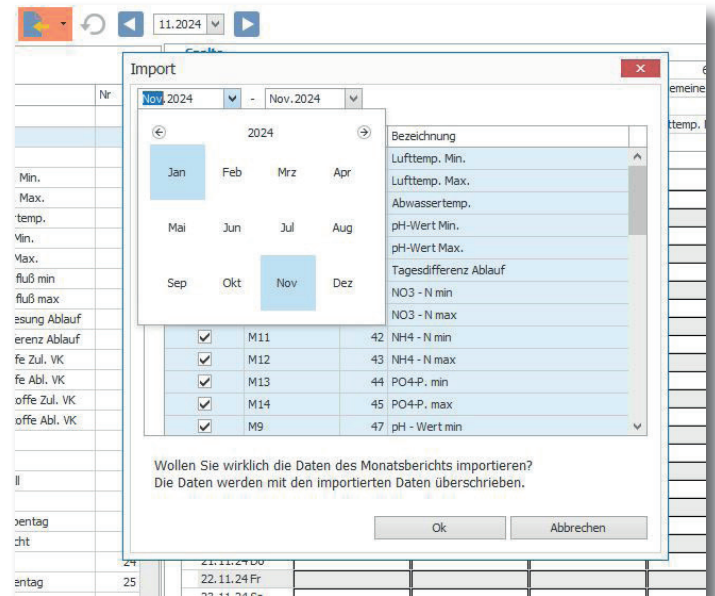 11.2024
Spalte
Import
Nr
Nov.2024 - Nov.2024
2024
Bezeichnung
Jan Feb Mrz Apr
Lufttemp. Min.
Lufttemp. Max.
Min.
Max.
Abwassertemp.
Mai Jun Jul Aug
pH-Wert Min.
pH-Wert Max.
Tagesdifferenz Ablauf
Sep Okt Nov Dez
NO3 - N min
NO3 - N max
fluß min
fluß max
esung Ablauf
erenz Ablauf
M11 42 NH4 - N min
fe Zul. VK
M12 43 NH4 - N max
fe Abl. VK
M13 44 PO4-P. min
offe Zul. VK
M14 45 PO4-P. max
offe Abl. VK
M9 47 pH - Wert min
Wollen Sie wirklich die Daten des Monatsberichts importieren?
Die Daten werden mit den importierten Daten überschrieben.
Ok Abbrechen
entag 25
21.11.24 Do
22.11.24 Fr